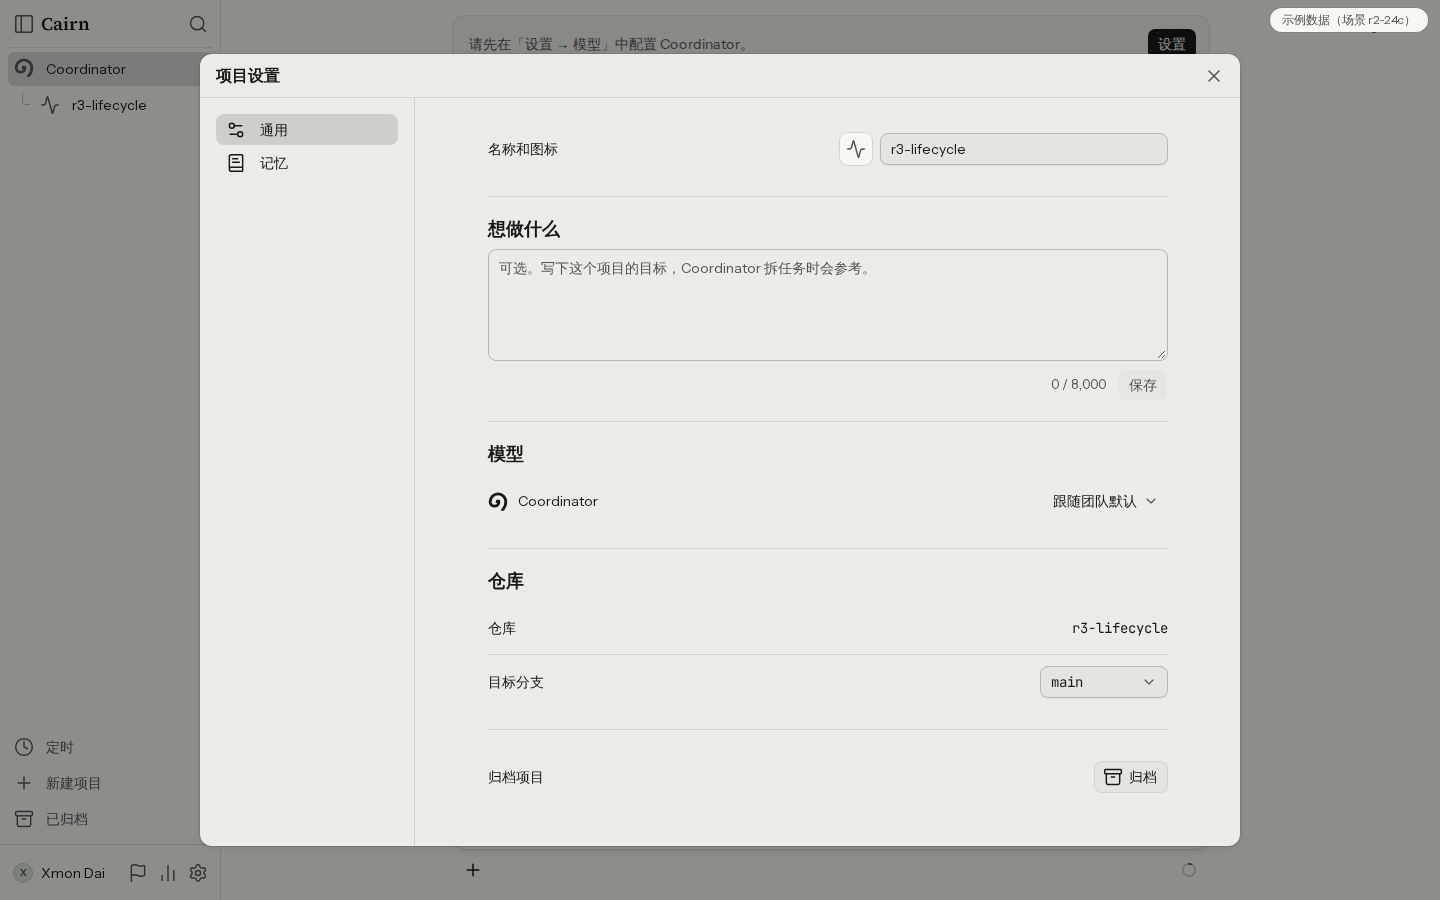 Cairn
Coordinator
r3-lifecycle
定时
新建项目
已归档
X
Xmon Dai
请先在「设置 → 模型」中配置 Coordinator。
设置
示例数据（场景 r2-24c）
项目设置
通用
记忆
名称和图标
r3-lifecycle
想做什么
可选。写下这个项目的目标，Coordinator 拆任务时会参考。
0 / 8,000
保存
模型
Coordinator
跟随团队默认
仓库
仓库
r3-lifecycle
目标分支
main
归档项目
归档